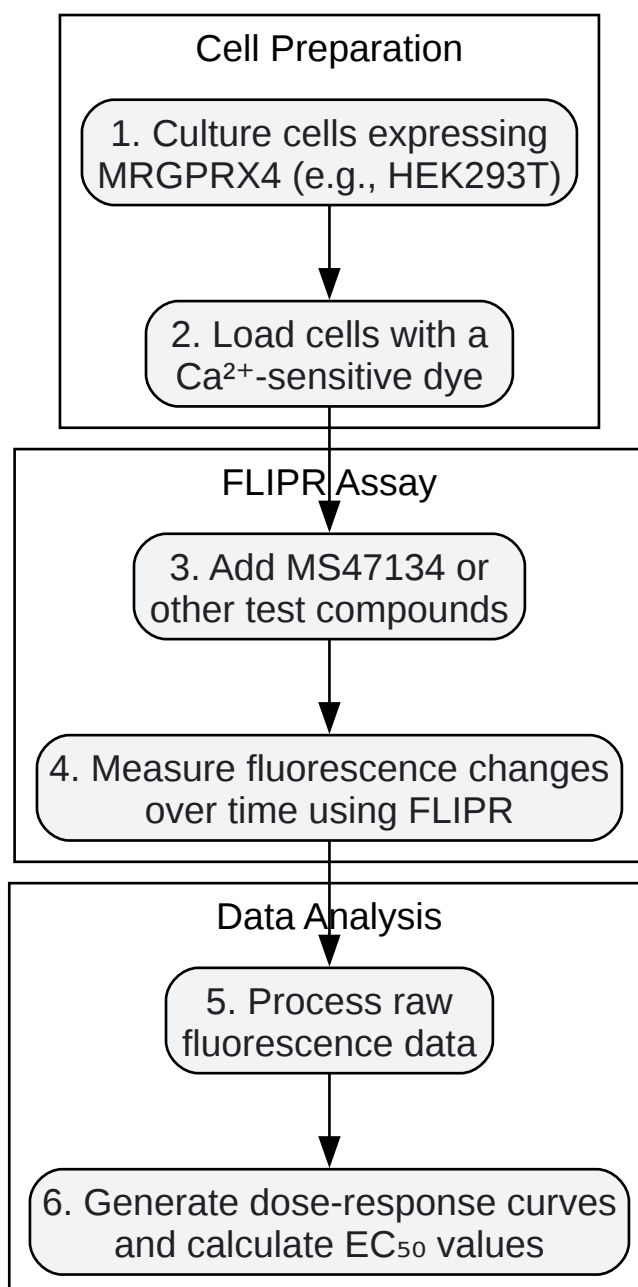 Cell Preparation
1. Culture cells expressing
MRGPRX4 (e.g., HEK293T)
2. Load cells with a
Ca²⁺-sensitive dye
FLIPR Assay
3. Add MS47134 or
other test compounds
4. Measure fluorescence changes
over time using FLIPR
Data Analysis
5. Process raw
fluorescence data
6. Generate dose-response curves
and calculate EC₅₀ values